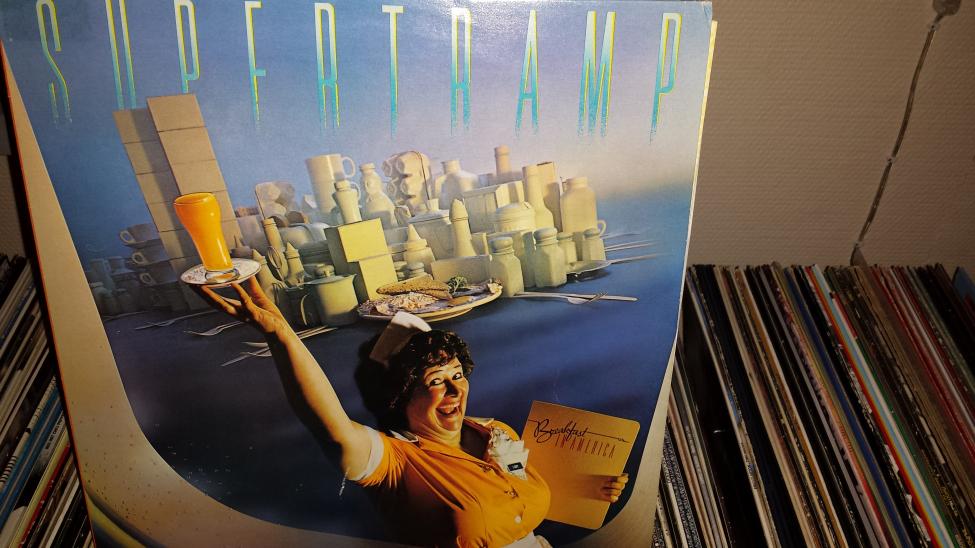 SUPERTRAMP
Breakfast
IN AMERICA